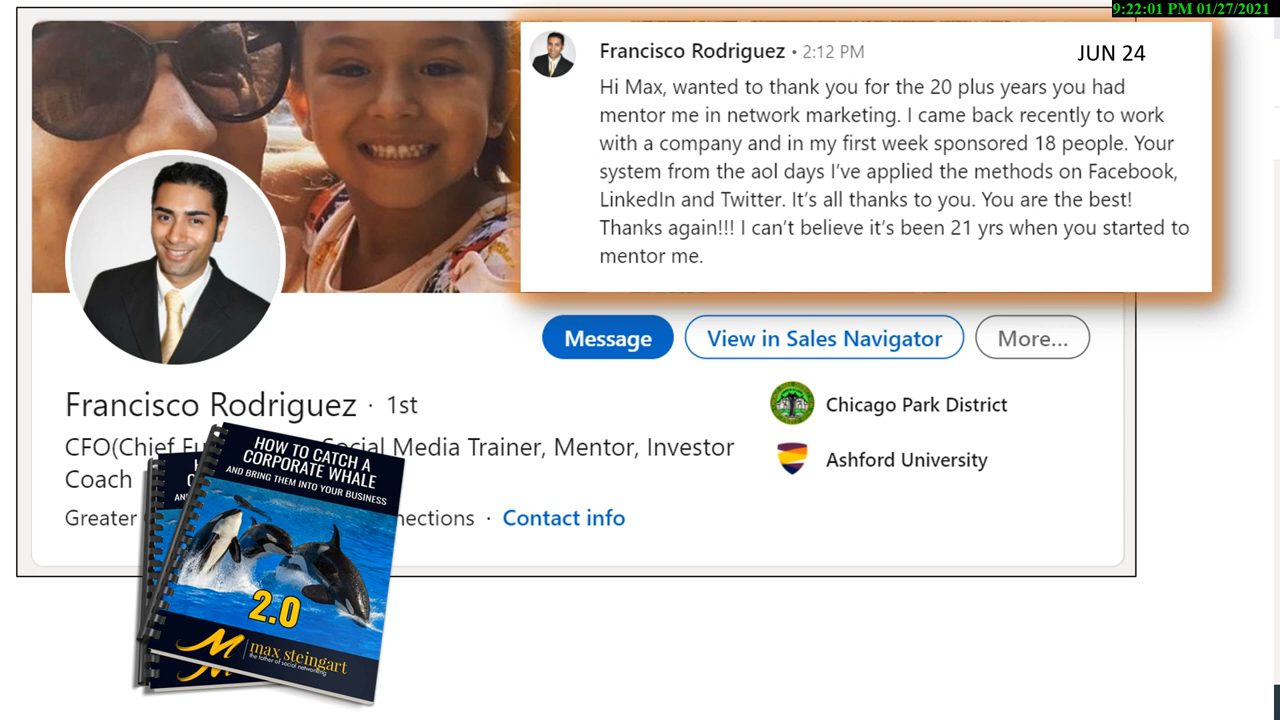 9:22:01 PM 01/27/2021
Francisco Rodriguez • 2:12 PM JUN 24
Hi Max, wanted to thank you for the 20 plus years you had
mentor me in network marketing. I came back recently to work
with a company and in my first week sponsored 18 people. Your
system from the aol days I've applied the methods on Facebook,
LinkedIn and Twitter. It's all thanks to you. You are the best!
Thanks again!!! I can't believe it's been 21 yrs when you started to
mentor me.
Message
View in Sales Navigator
More...
Francisco Rodriguez · 1st
CFO(Chief Fu Social Media Trainer, Mentor, Investor
Coach
Greater nnections · Contact info
Chicago Park District
Ashford University
HOW TO CATCH A
CORPORATE WHALE
AND BRING THEM INTO YOUR BUSINESS
2.0
M max steingart
the father of social networking